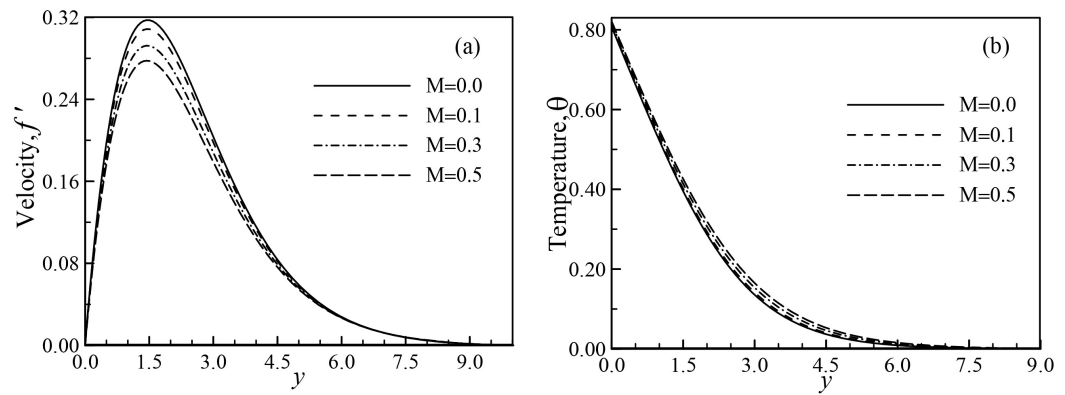 0.32
0.24
0.16
0.08
0.00
Velocity, f ′
(a)
M=0.0
M=0.1
M=0.3
M=0.5
0.0 1.5 3.0 4.5 6.0 7.5 9.0
y
0.80
0.60
0.40
0.20
0.00
Temperature,θ
(b)
M=0.0
M=0.1
M=0.3
M=0.5
0.0 1.5 3.0 4.5 6.0 7.5 9.0
y